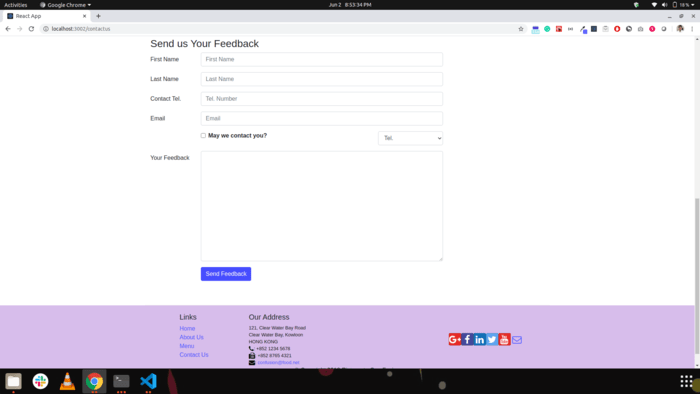 Activities Google Chrome Jun 2 8:53:34 PM 18%
React App
localhost:3002/contactus
Send us Your Feedback
First Name First Name
Last Name Last Name
Contact Tel. Tel. Number
Email Email
May we contact you? Tel.
Your Feedback
Send Feedback
Links
Home
About Us
Menu
Contact Us
Our Address
121, Clear Water Bay Road
Clear Water Bay, Kowloon
HONG KONG
+852 1234 5678
+852 8765 4321